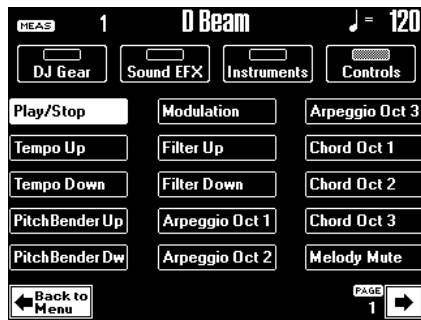 MEAS 1 D Beam ♩= 120
DJ Gear Sound EFX Instruments Controls
Play/Stop Modulation Arpeggio Oct 3
Tempo Up Filter Up Chord Oct 1
Tempo Down Filter Down Chord Oct 2
PitchBender Up Arpeggio Oct 1 Chord Oct 3
PitchBender Dw Arpeggio Oct 2 Melody Mute
Back to
Menu
PAGE
1